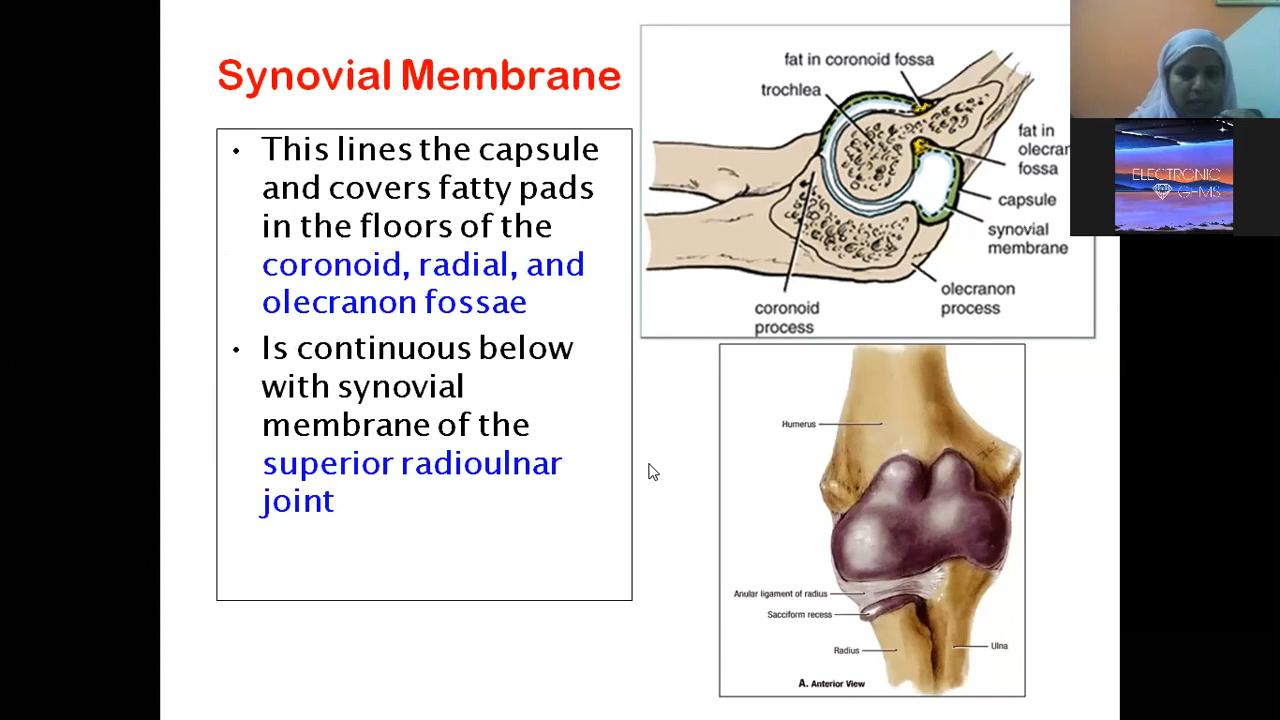 Synovial Membrane
• This lines the capsule
and covers fatty pads
in the floors of the
coronoid, radial, and
olecranon fossae
• Is continuous below
with synovial
membrane of the
superior radioulnar
joint
fat in coronoid fossa
trochlea
fat in
olecra
fossa
capsule
synovial
membrane
olecranon
process
coronoid
process
Humerus
Anular ligament of radius
Sacciform recess
Radius
Ulna
A. Anterior View
ELECTRONIC
GEMS